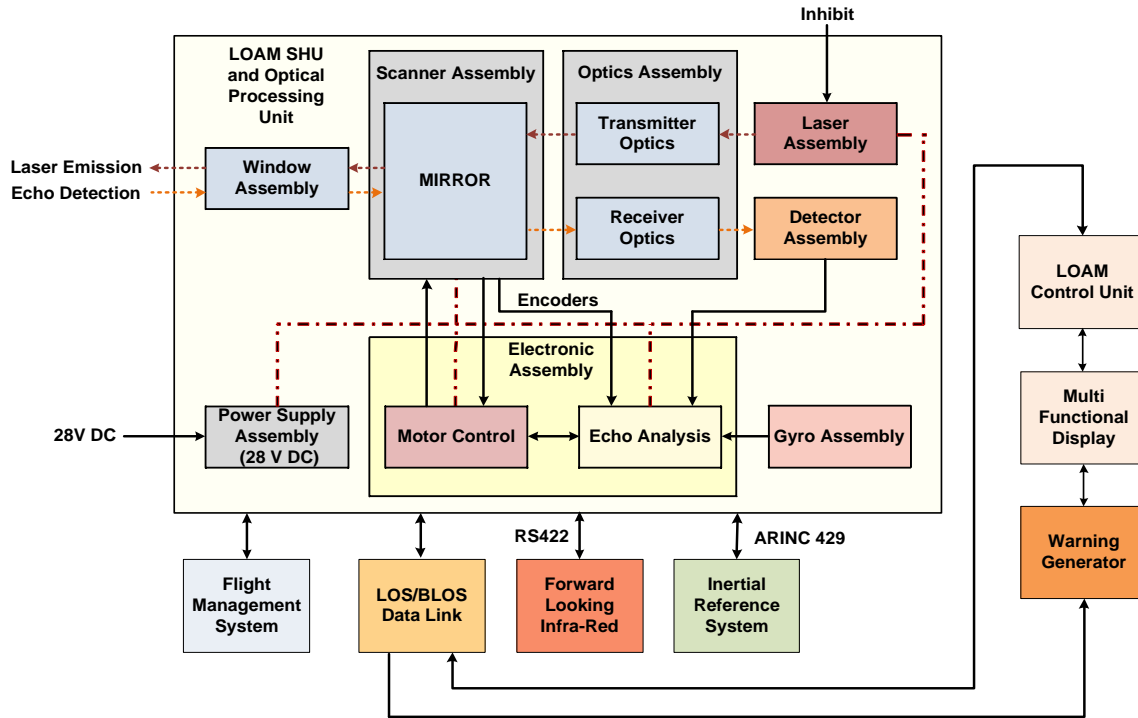 Inhibit
LOAM SHU
and Optical
Processing
Unit
Scanner Assembly
Optics Assembly
Transmitter
Optics
Laser
Assembly
Laser Emission
Echo Detection
Window
Assembly
MIRROR
Receiver
Optics
Detector
Assembly
LOAM
Control Unit
Encoders
Electronic
Assembly
Multi
Functional
Display
28V DC
Power Supply
Assembly
(28 V DC)
Motor Control
Echo Analysis
Gyro Assembly
RS422
ARINC 429
Warning
Generator
Flight
Management
System
LOS/BLOS
Data Link
Forward
Looking
Infra-Red
Inertial
Reference
System